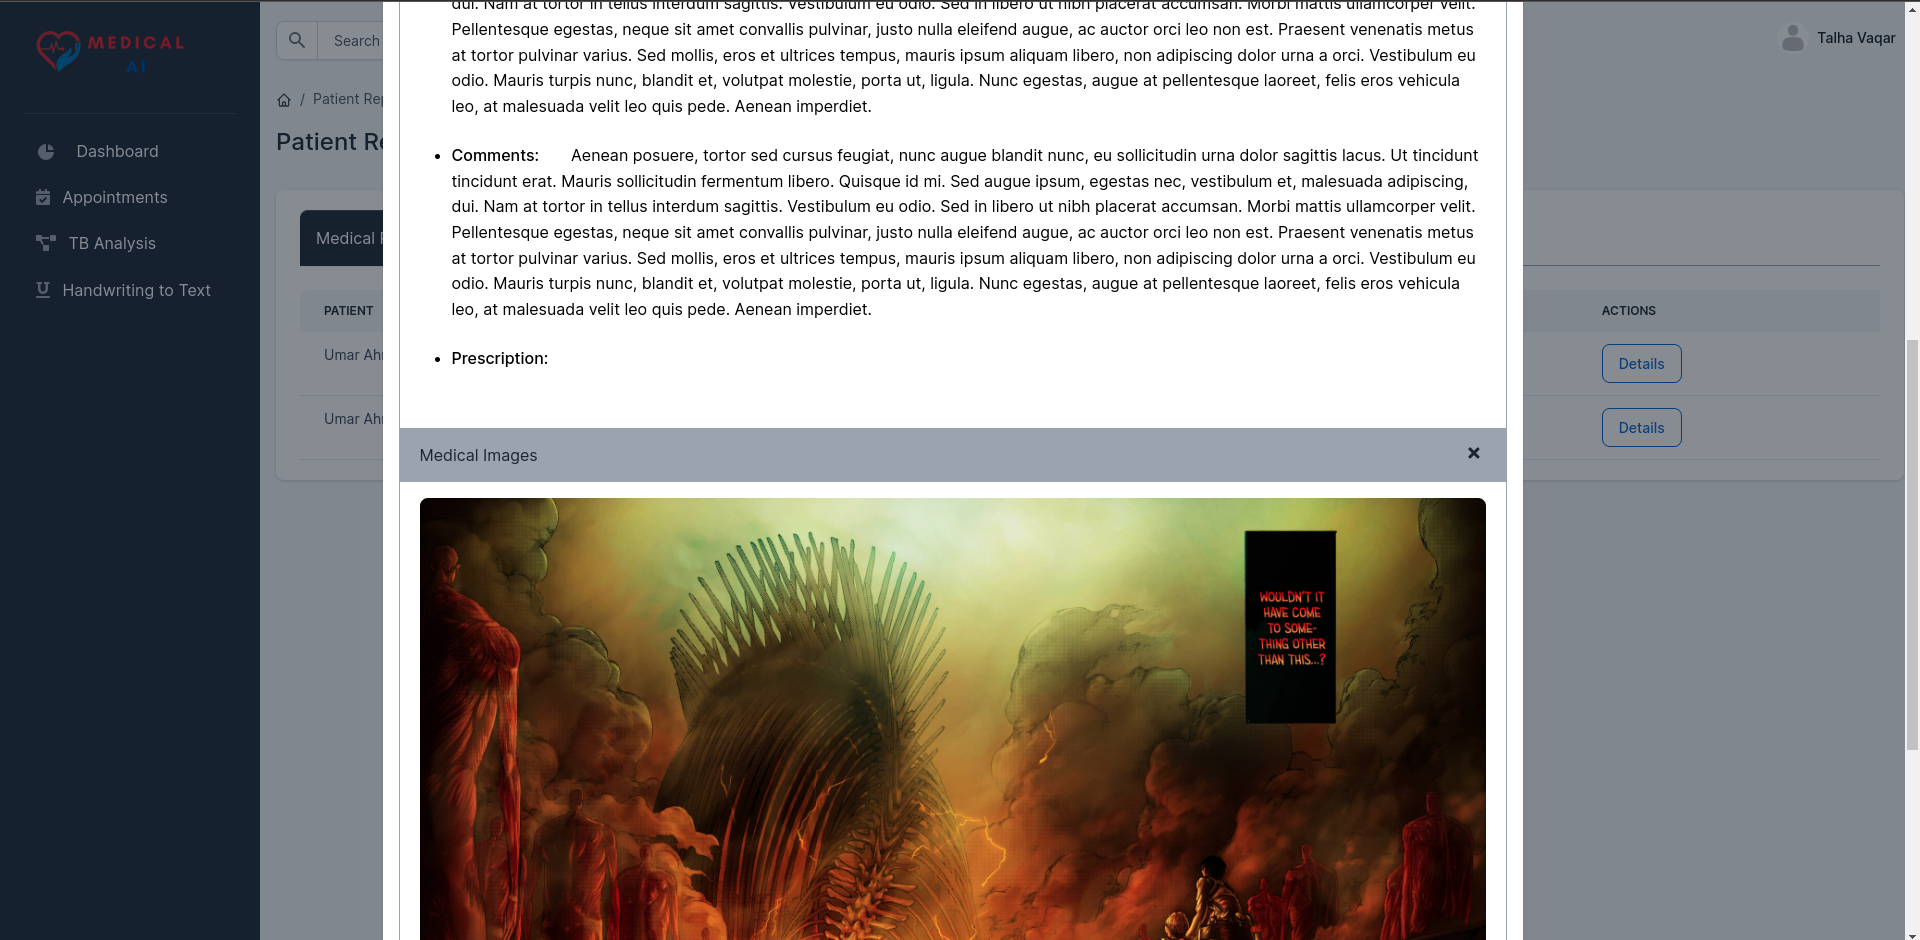 MEDICAL
AI
Dashboard
Appointments
TB Analysis
Handwriting to Text
Search
Talha Vaqar
/ Patient Re
Patient R
Medical
PATIENT
ACTIONS
Umar Ah
Details
Umar Ah
Details
dui. Nam at tortor in tellus interdum sagittis. Vestibulum eu odio. Sed in libero ut nibh placerat accumsan. Morbi mattis ullamcorper velit.
Pellentesque egestas, neque sit amet convallis pulvinar, justo nulla eleifend augue, ac auctor orci leo non est. Praesent venenatis metus
at tortor pulvinar varius. Sed mollis, eros et ultrices tempus, mauris ipsum aliquam libero, non adipiscing dolor urna a orci. Vestibulum eu
odio. Mauris turpis nunc, blandit et, volutpat molestie, porta ut, ligula. Nunc egestas, augue at pellentesque laoreet, felis eros vehicula
leo, at malesuada velit leo quis pede. Aenean imperdiet.
• Comments: Aenean posuere, tortor sed cursus feugiat, nunc augue blandit nunc, eu sollicitudin urna dolor sagittis lacus. Ut tincidunt
tincidunt erat. Mauris sollicitudin fermentum libero. Quisque id mi. Sed augue ipsum, egestas nec, vestibulum et, malesuada adipiscing,
dui. Nam at tortor in tellus interdum sagittis. Vestibulum eu odio. Sed in libero ut nibh placerat accumsan. Morbi mattis ullamcorper velit.
Pellentesque egestas, neque sit amet convallis pulvinar, justo nulla eleifend augue, ac auctor orci leo non est. Praesent venenatis metus
at tortor pulvinar varius. Sed mollis, eros et ultrices tempus, mauris ipsum aliquam libero, non adipiscing dolor urna a orci. Vestibulum eu
odio. Mauris turpis nunc, blandit et, volutpat molestie, porta ut, ligula. Nunc egestas, augue at pellentesque laoreet, felis eros vehicula
leo, at malesuada velit leo quis pede. Aenean imperdiet.
• Prescription:
Medical Images
WOULDN'T IT
HAVE COME
TO SOME-
THING OTHER
THAN THIS...?